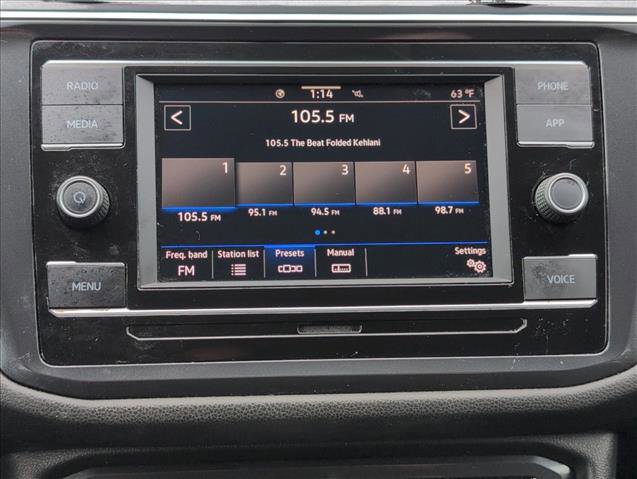 RADIO
MEDIA
MENU
1:14
63 °F
105.5 FM
< >
105.5 The Beat Folded Kehlani
1 2 3 4 5
105.5 FM 95.1 FM 94.5 FM 88.1 FM 98.7 FM
Freq. band Station list Presets Manual Settings
FM
PHONE
APP
VOICE